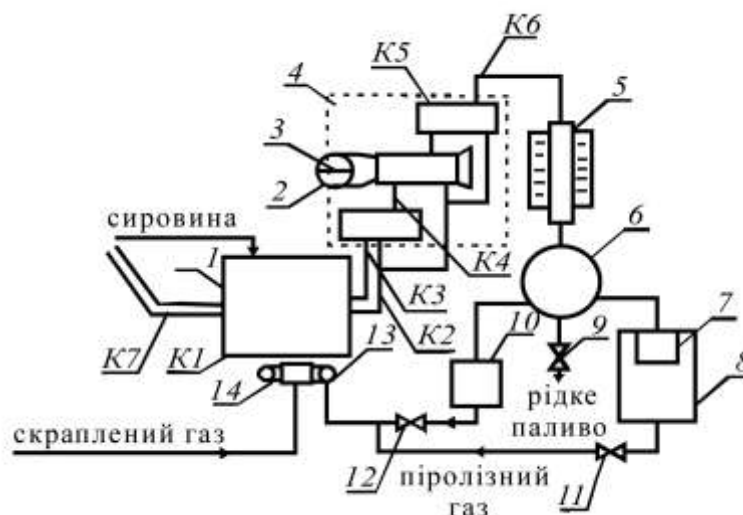 К6
К5
4
5
3
2
сировина
6
1
К4
К3
7
10
К2
9
8
К7
К1
13
14
рідке
паливо
скраплений газ
12
піролізний
газ
11